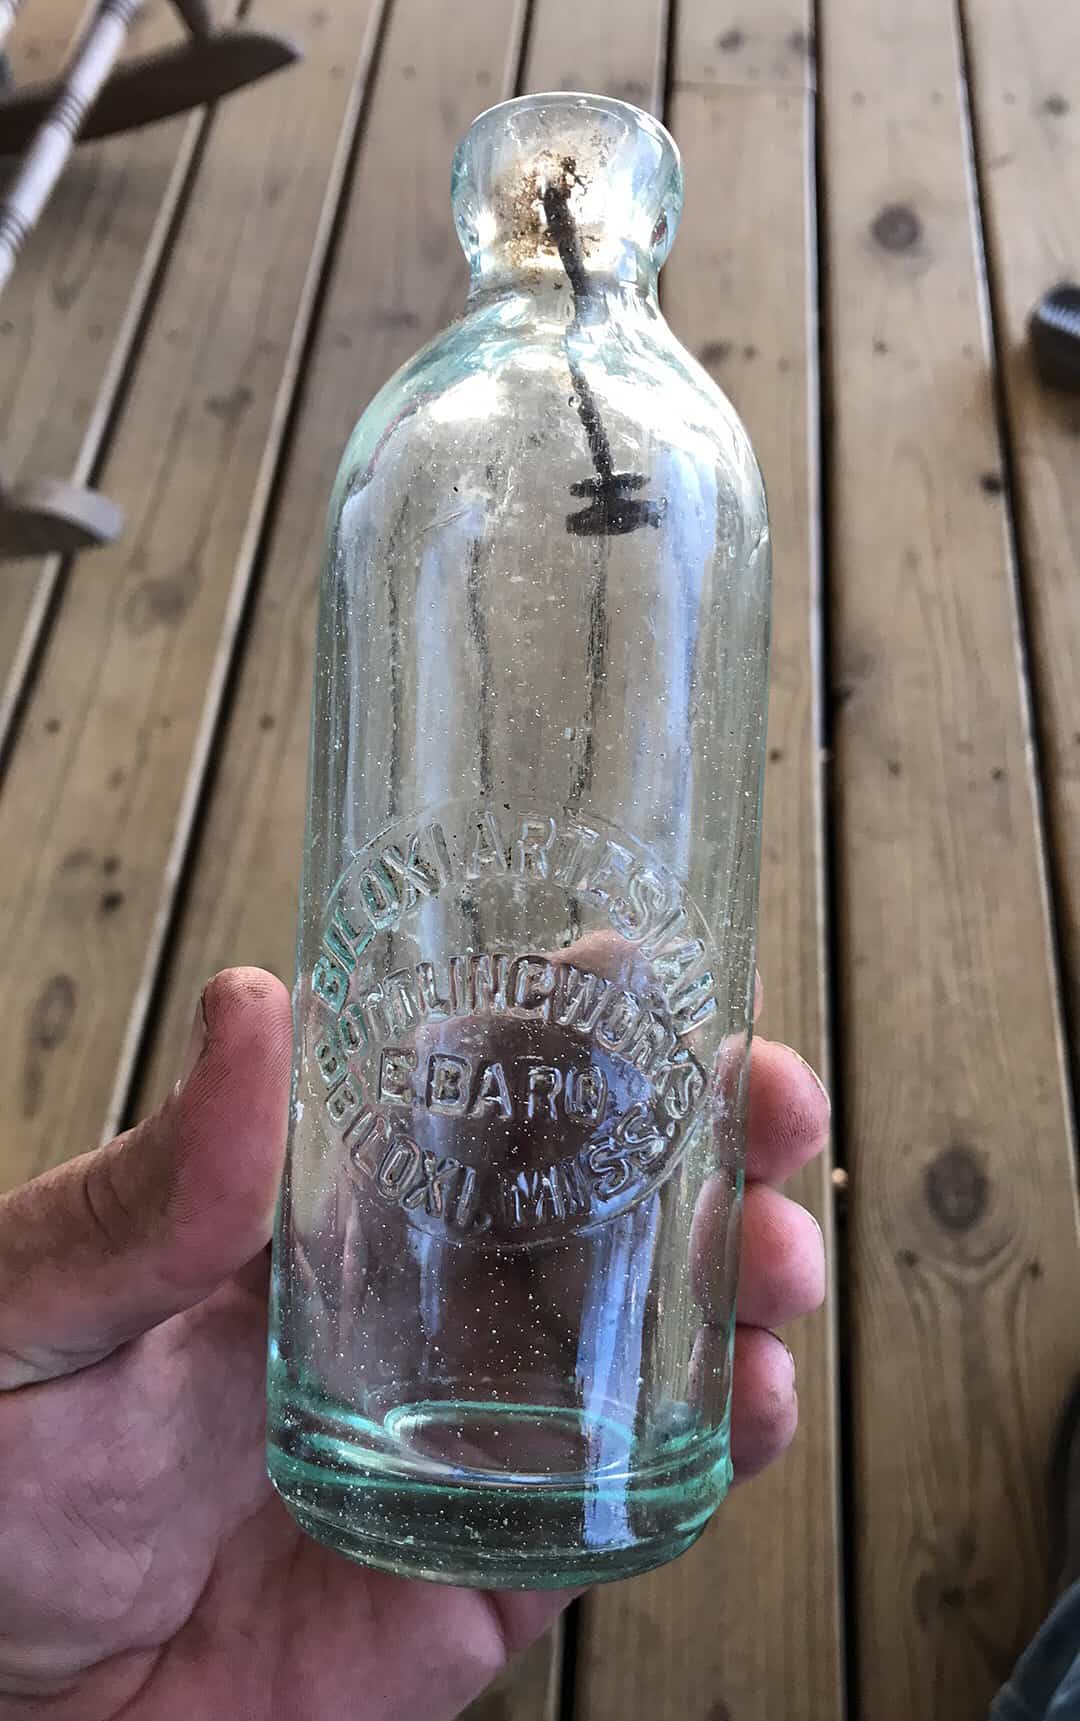 BILOXI ARTESIAN
BOTTLING WORKS
E. BARQ
BILOXI, MISS.